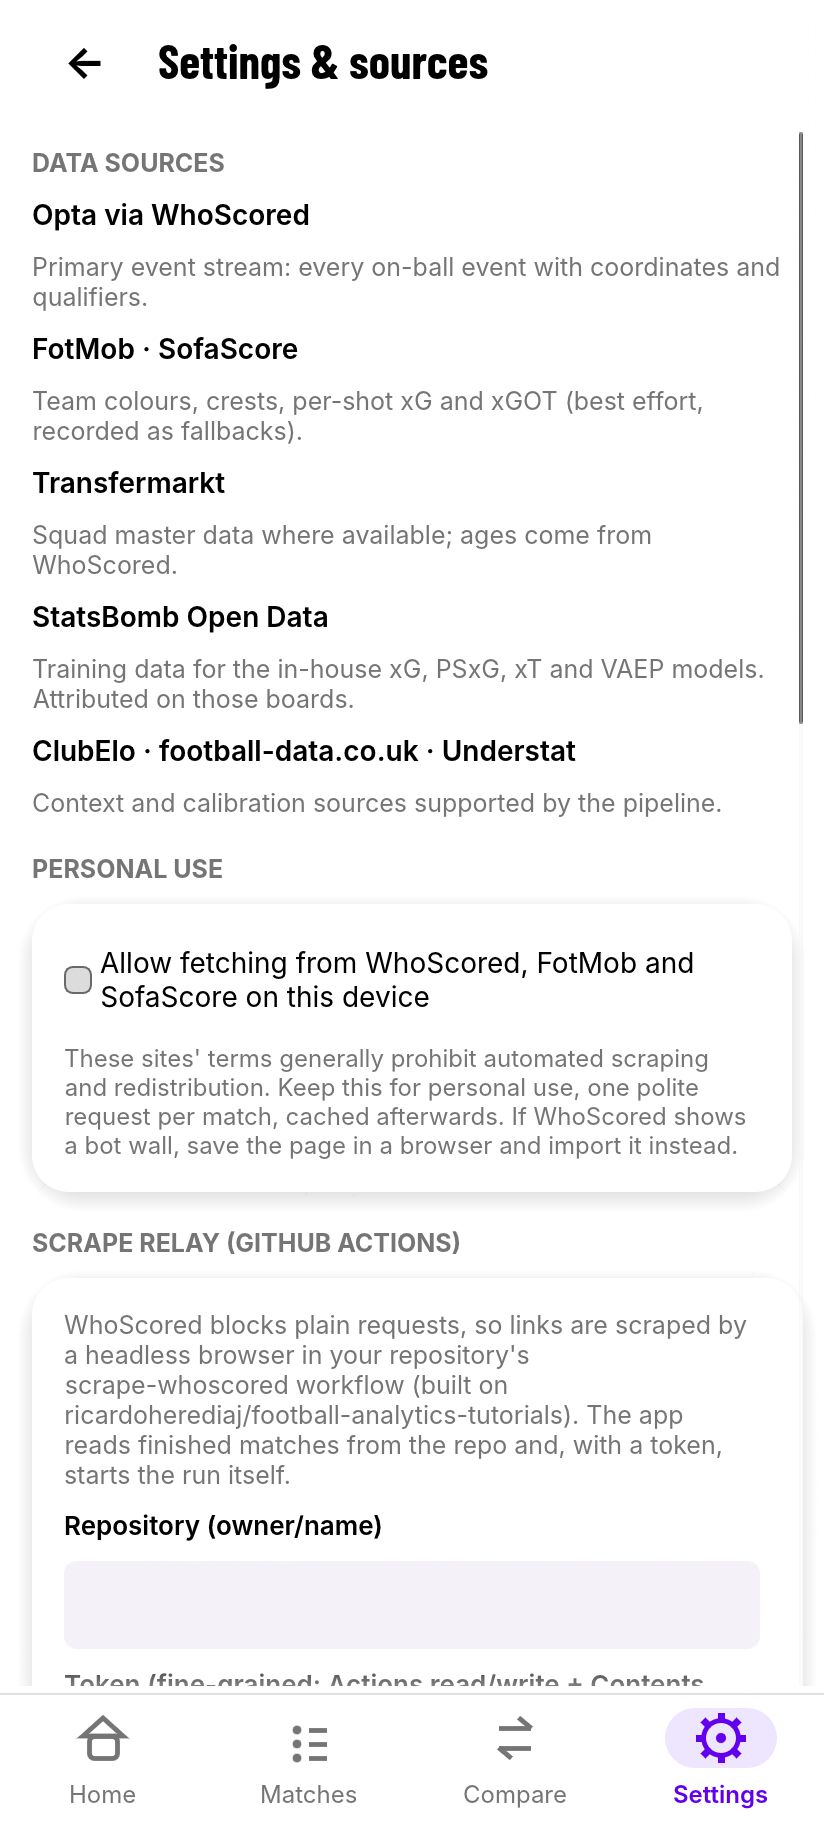 Settings & sources
DATA SOURCES
Opta via WhoScored
Primary event stream: every on-ball event with coordinates and
qualifiers.
FotMob · SofaScore
Team colours, crests, per-shot xG and xGOT (best effort,
recorded as fallbacks).
Transfermarkt
Squad master data where available; ages come from
WhoScored.
StatsBomb Open Data
Training data for the in-house xG, PSxG, xT and VAEP models.
Attributed on those boards.
ClubElo · football-data.co.uk · Understat
Context and calibration sources supported by the pipeline.
PERSONAL USE
Allow fetching from WhoScored, FotMob and
SofaScore on this device
These sites' terms generally prohibit automated scraping
and redistribution. Keep this for personal use, one polite
request per match, cached afterwards. If WhoScored shows
a bot wall, save the page in a browser and import it instead.
SCRAPE RELAY (GITHUB ACTIONS)
WhoScored blocks plain requests, so links are scraped by
a headless browser in your repository's
scrape-whoscored workflow (built on
ricardoherediaj/football-analytics-tutorials). The app
reads finished matches from the repo and, with a token,
starts the run itself.
Repository (owner/name)
Token (fine-grained: Actions read/write + Contents
Home
Matches
Compare
Settings